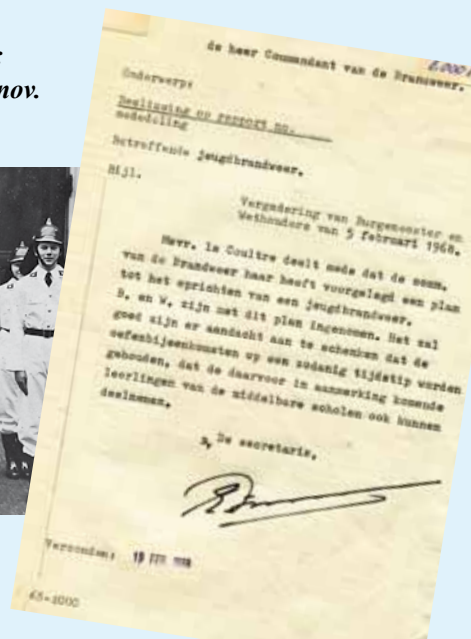 nov.
de heer Commandant van de Brandweer.
Onderwerp:
Beslissing op rapport no.
mededeling
Betreffende jeugdbrandweer.
Bijl.
Vergadering van Burgemeester en
Wethouders van 5 februari 1968.
Mevr. la Coultre deelt mede dat de comm.
van de Brandweer haar heeft voorgelegd een plan
tot het oprichten van een jeugdbrandweer.
B. en W. zijn met dit plan ingenomen. Het zal
goed zijn er aandacht aan te schenken dat de
oefenbijeenkomsten op een zodanig tijdstip worden
gehouden, dat de daarvoor in aanmerking komende
leerlingen van de middelbare scholen ook kunnen
deelnemen.
De secretaris,
Verzonden: 19 FEB
65-2000